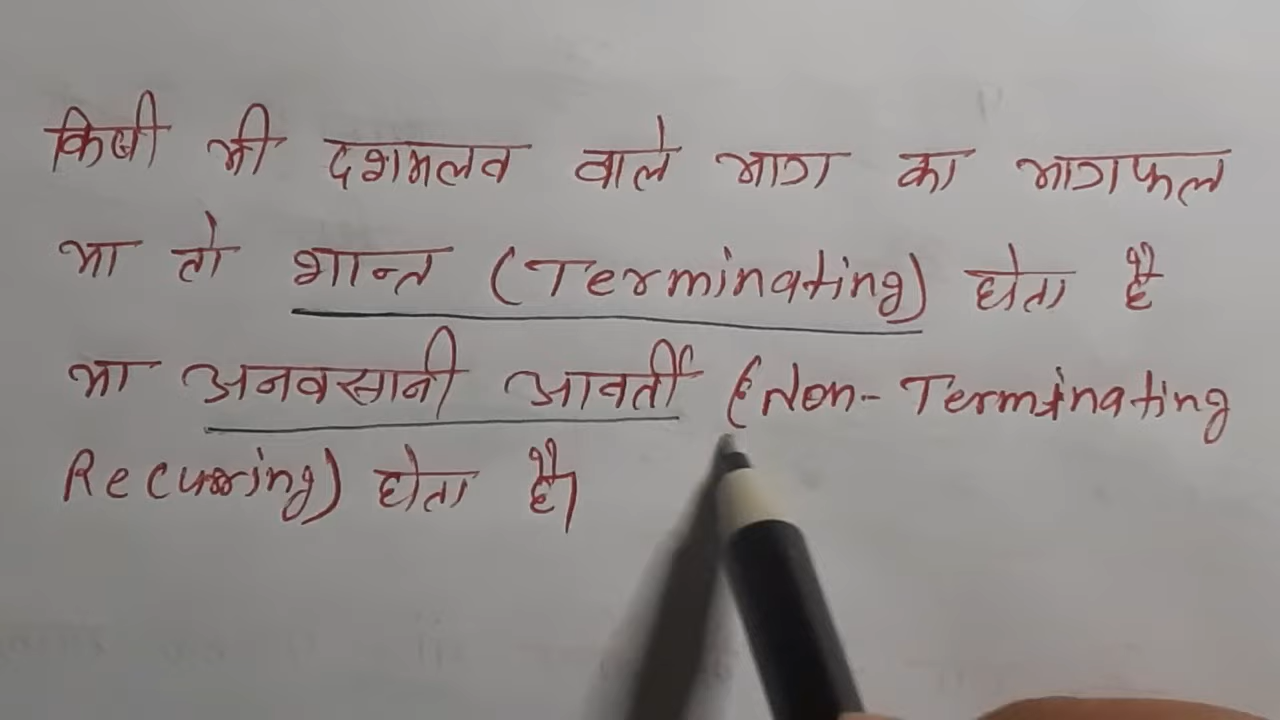 किसी भी दशमलव वाले भाग का भागफल
या तो शान्त (Terminating) होता है
या अनवसानी आवर्ती (Non-Terminating
Recurring) होता है।